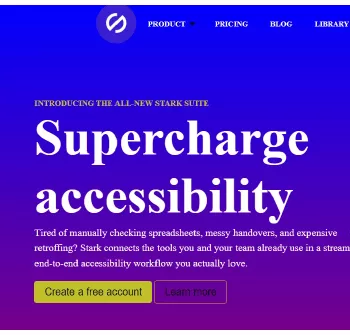 PRODUCT PRICING BLOG LIBRARY
INTRODUCING THE ALL-NEW STARK SUITE
Supercharge
accessibility
Tired of manually checking spreadsheets, messy handovers, and expensive
retroffing? Stark connects the tools you and your team already use in a stream
end-to-end accessibility workflow you actually love.
Create a free account Learn more